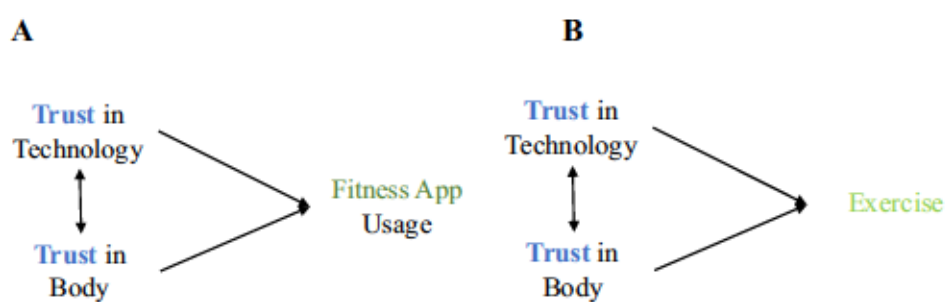 A
Trust in
Technology
Trust in
Body
Fitness App
Usage
B
Trust in
Technology
Trust in
Body
Exercise